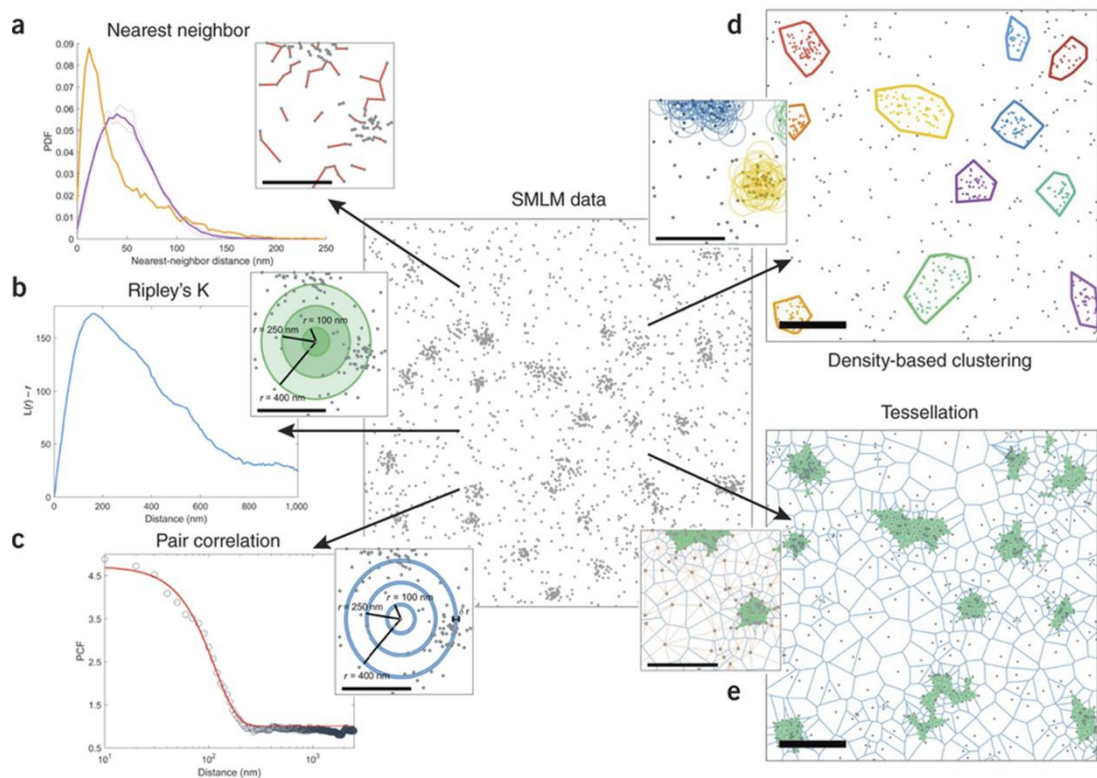 a
Nearest neighbor
0.09
0.08
0.07
0.06
0.05
0.04
0.03
0.02
0.01
0
PDF
0 50 100 150 200 250
Nearest-neighbor distance (nm)
b
Ripley's K
150
100
50
0
L(r) – r
0 200 400 600 800 1,000
Distance (nm)
r = 100 nm
r = 250 nm
r = 400 nm
c
Pair correlation
4.5
3.5
2.5
1.5
0.5
PCF
10¹ 10² 10³
Distance (nm)
r = 100 nm
r = 250 nm
r = 400 nm
r
SMLM data
d
Density-based clustering
Tessellation
e